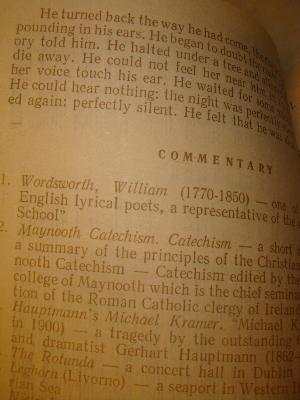 He turned back the way he had come, the
pounding in his ears. He began to doubt
ory told him. He halted under a tree and
die away. He could not feel her near him
her voice touch his ear. He waited for some
He could hear nothing: the night was perfectly
ed again: perfectly silent. He felt that he was
COMMENTARY
1. Wordsworth, William (1770-1850) — one of
English lyrical poets, a representative of the
School"
2. Maynooth Catechism. Catechism — a short
a summary of the principles of the Christian
nooth Catechism — Catechism edited by the
college of Maynooth which is the chief semin
tion of the Roman Catholic clergy of Ireland
Hauptmann's Michael Kramer. "Michael K
in 1900) — a tragedy by the outstanding
and dramatist Gerhart Hauptmann (1862-
The Rotunda — a concert hall in Dublin
Leghorn (Livorno) — a seaport in Western
rian Sea